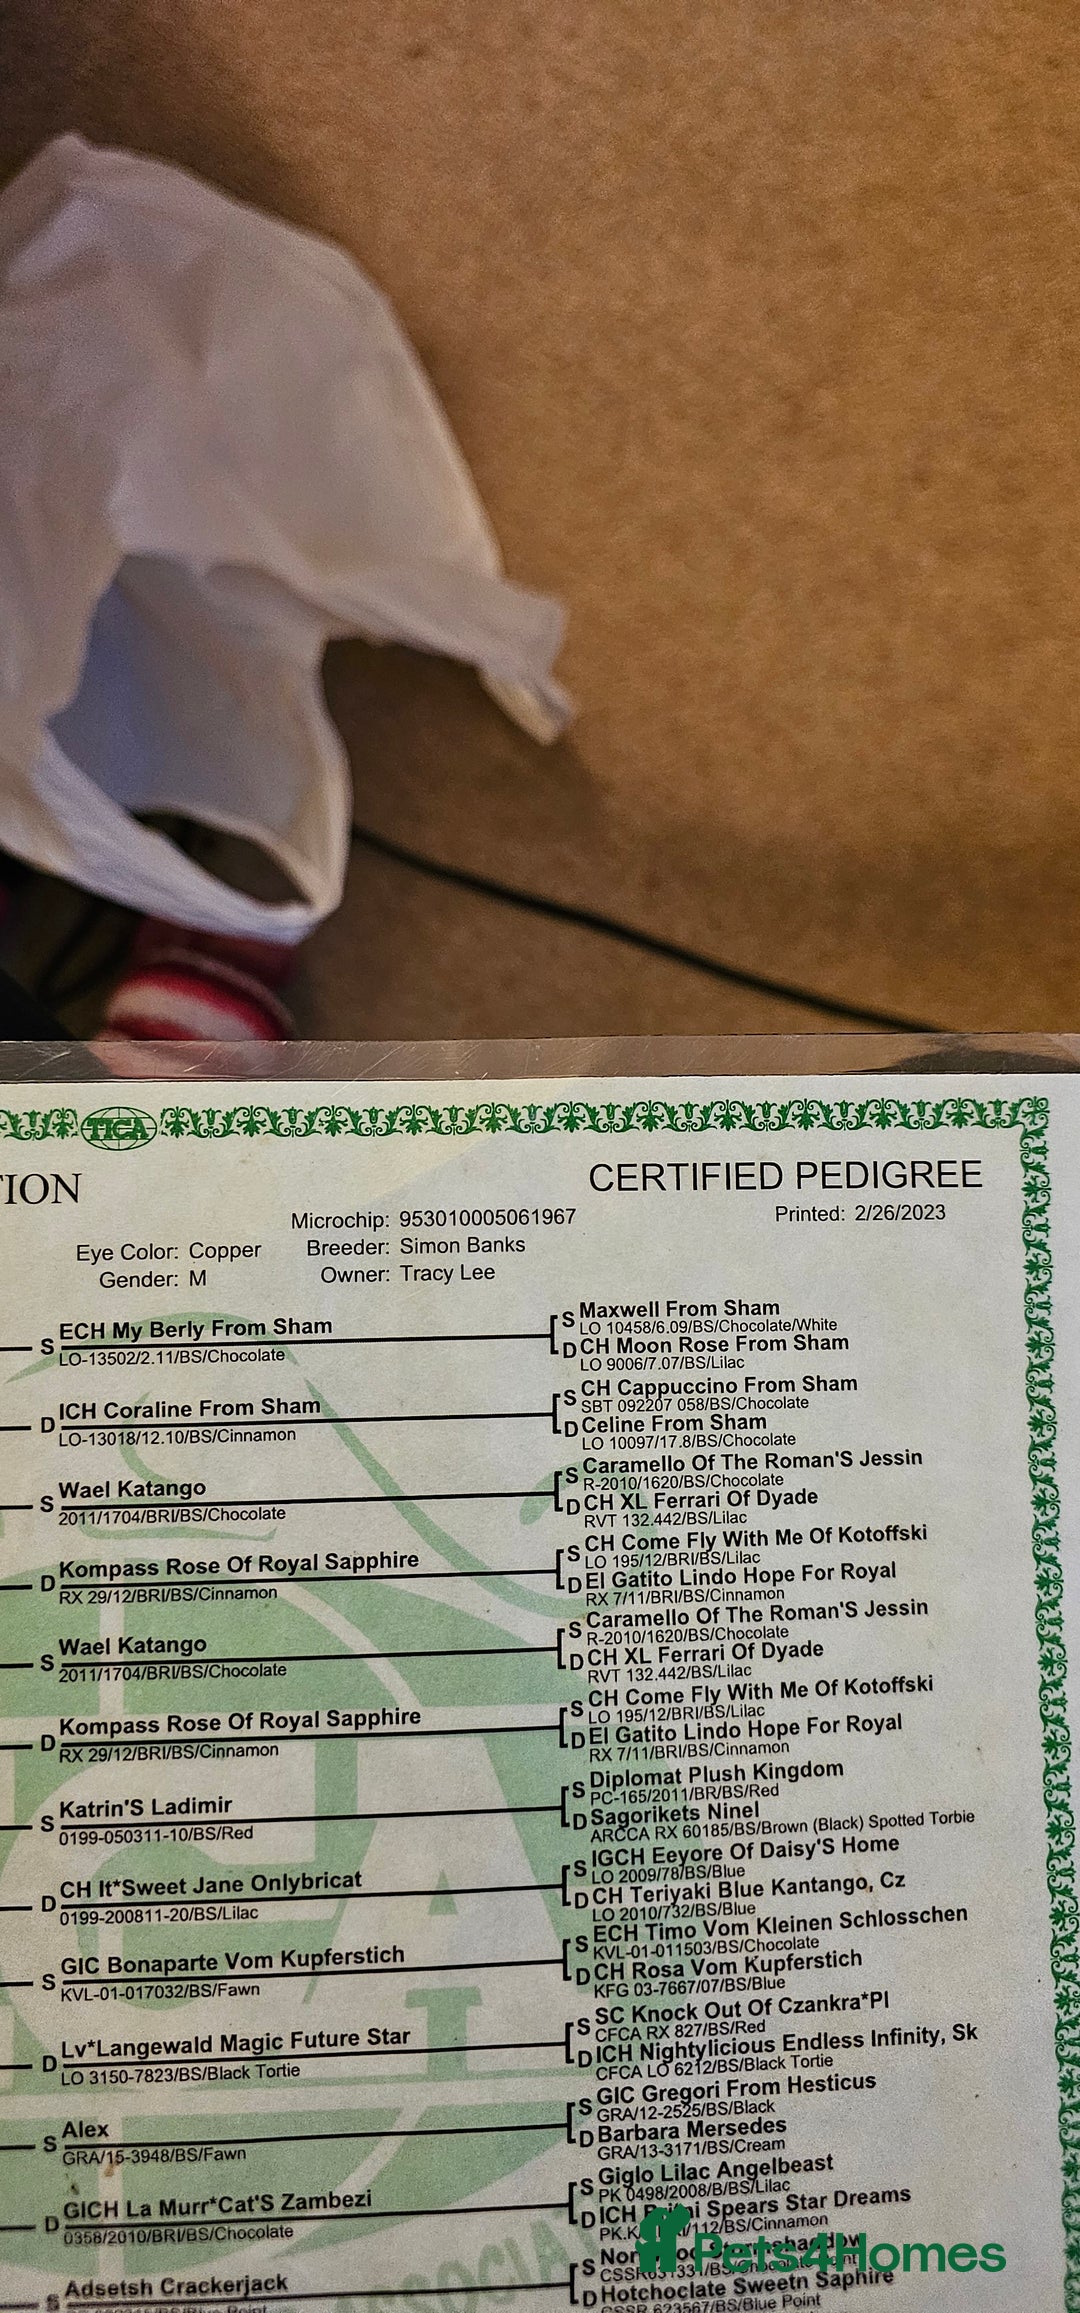 TICA
TION
CERTIFIED PEDIGREE
Microchip: 953010005061967
Printed: 2/26/2023
Eye Color: Copper
Breeder: Simon Banks
Gender: M
Owner: Tracy Lee
S ECH My Berly From Sham
LO-13502/2.11/BS/Chocolate
S Maxwell From Sham
LO 10458/6.09/BS/Chocolate/White
D CH Moon Rose From Sham
LO 9006/7.07/BS/Lilac
D ICH Coraline From Sham
LO-13018/12.10/BS/Cinnamon
S CH Cappuccino From Sham
SBT 092207 058/BS/Chocolate
D Celine From Sham
LO 10097/17.8/BS/Chocolate
S Wael Katango
2011/1704/BRI/BS/Chocolate
S Caramello Of The Roman'S Jessin
R-2010/1620/BS/Chocolate
D CH XL Ferrari Of Dyade
RVT 132.442/BS/Lilac
D Kompass Rose Of Royal Sapphire
RX 29/12/BRI/BS/Cinnamon
S CH Come Fly With Me Of Kotoffski
LO 195/12/BRI/BS/Lilac
D El Gatito Lindo Hope For Royal
RX 7/11/BRI/BS/Cinnamon
S Wael Katango
2011/1704/BRI/BS/Chocolate
S Caramello Of The Roman'S Jessin
R-2010/1620/BS/Chocolate
D CH XL Ferrari Of Dyade
RVT 132.442/BS/Lilac
D Kompass Rose Of Royal Sapphire
RX 29/12/BRI/BS/Cinnamon
S CH Come Fly With Me Of Kotoffski
LO 195/12/BRI/BS/Lilac
D El Gatito Lindo Hope For Royal
RX 7/11/BRI/BS/Cinnamon
S Katrin'S Ladimir
0199-050311-10/BS/Red
S Diplomat Plush Kingdom
PC-165/2011/BR/BS/Red
D Sagorikets Ninel
ARCCA RX 60185/BS/Brown (Black) Spotted Torbie
D CH It*Sweet Jane Onlybricat
0199-200811-20/BS/Lilac
S IGCH Eeyore Of Daisy'S Home
LO 2009/78/BS/Blue
D CH Teriyaki Blue Kantango, Cz
LO 2010/732/BS/Blue
S GIC Bonaparte Vom Kupferstich
KVL-01-017032/BS/Fawn
S ECH Timo Vom Kleinen Schlosschen
KVL-01-011503/BS/Chocolate
D CH Rosa Vom Kupferstich
KFG 03-7667/07/BS/Blue
D Lv*Langewald Magic Future Star
LO 3150-7823/BS/Black Tortie
S SC Knock Out Of Czankra*Pl
CFCA RX 827/BS/Red
D ICH Nightylicious Endless Infinity, Sk
CFCA LO 6212/BS/Black Tortie
S Alex
GRA/15-3948/BS/Fawn
S GIC Gregori From Hesticus
GRA/12-2525/BS/Black
D Barbara Mersedes
GRA/13-3171/BS/Cream
D GICH La Murr*Cat'S Zambezi
0358/2010/BRI/BS/Chocolate
S Giglo Lilac Angelbeast
PK 0498/2008/B/BS/Lilac
D ICH Spears Star Dreams
/112/BS/Cinnamon
S Adsetsh Crackerjack
S
D Hotchoclate Sweetn Saphire
CSSR 623567/BS/Blue Point
Pets4Homes